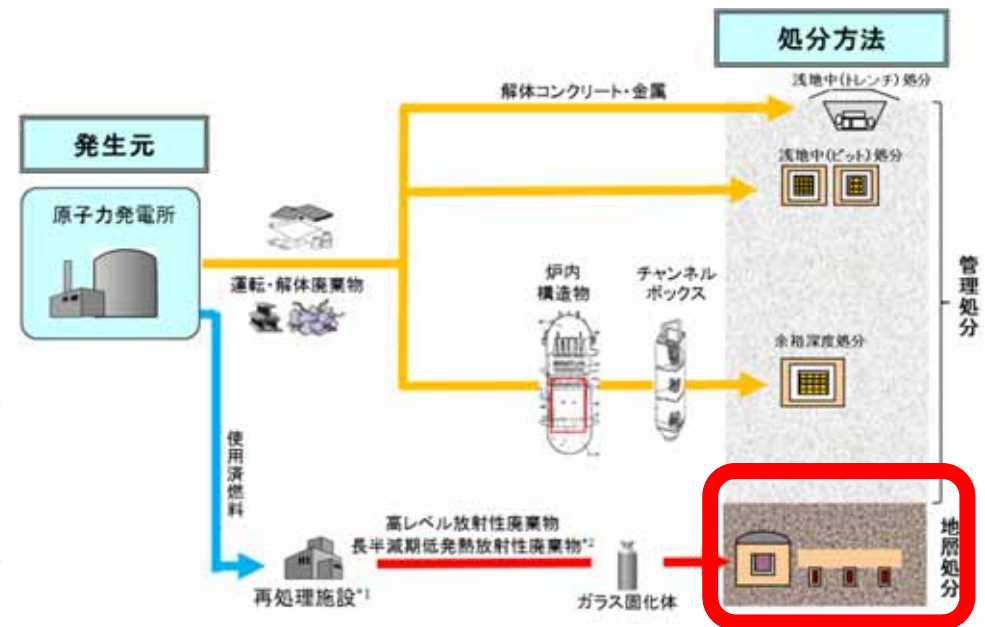 処分方法
浅地中(トレンチ)処分
解体コンクリート・金属
発生元
浅地中(ピット)処分
原子力発電所
運転・解体廃棄物
炉内
構造物
チャンネル
ボックス
管理処分
余裕深度処分
使用済燃料
高レベル放射性廃棄物
長半減期低発熱放射性廃棄物*2
地層処分
再処理施設*1
ガラス固化体